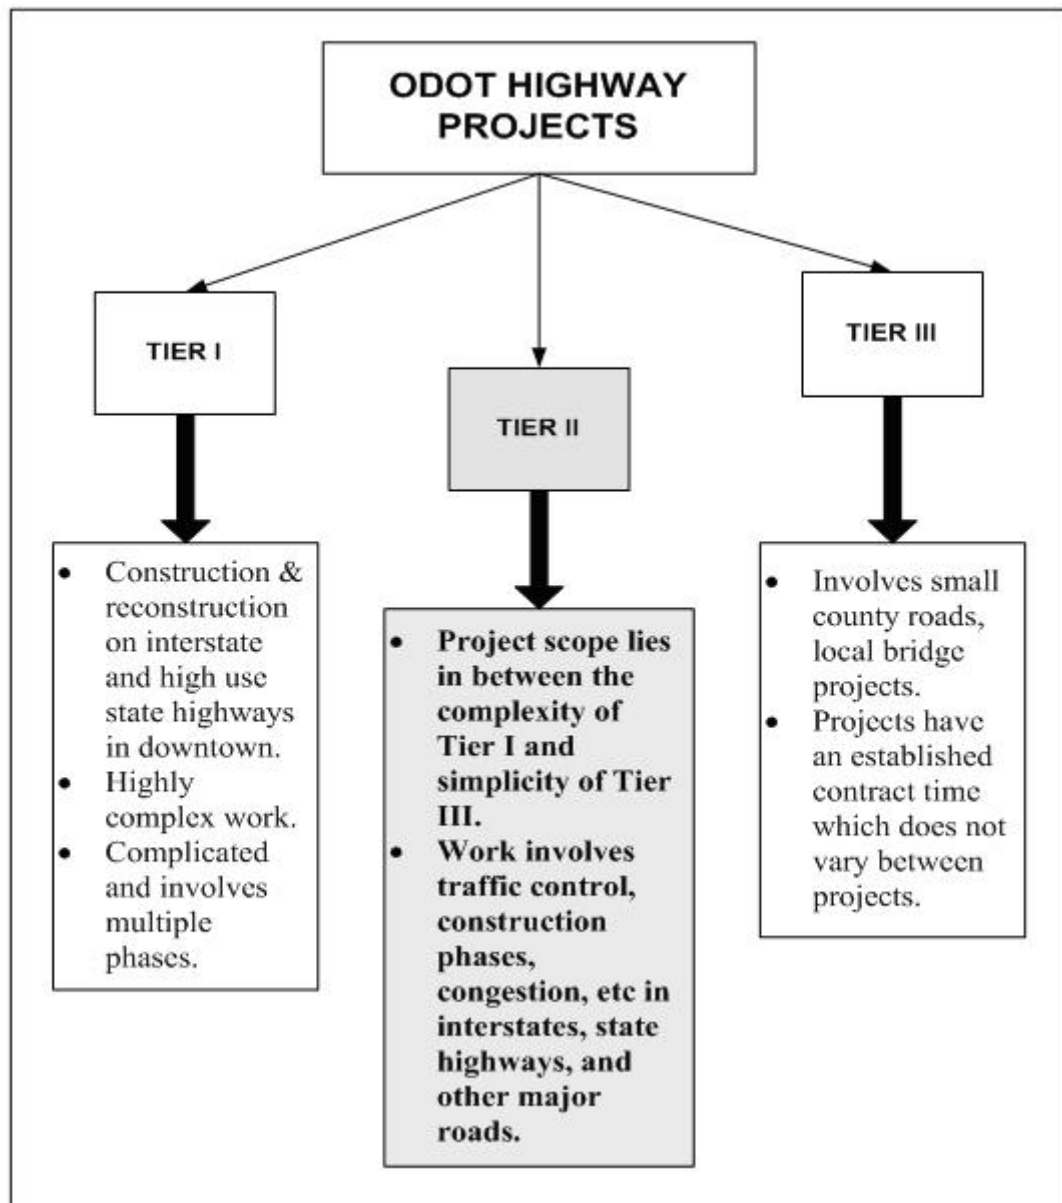 ODOT HIGHWAY
PROJECTS
TIER I
TIER II
TIER III
• Construction &
reconstruction
on interstate
and high use
state highways
in downtown.
• Highly
complex work.
• Complicated
and involves
multiple
phases.
• Project scope lies
in between the
complexity of
Tier I and
simplicity of Tier
III.
• Work involves
traffic control,
construction
phases,
congestion, etc in
interstates, state
highways, and
other major
roads.
• Involves small
county roads,
local bridge
projects.
• Projects have
an established
contract time
which does not
vary between
projects.